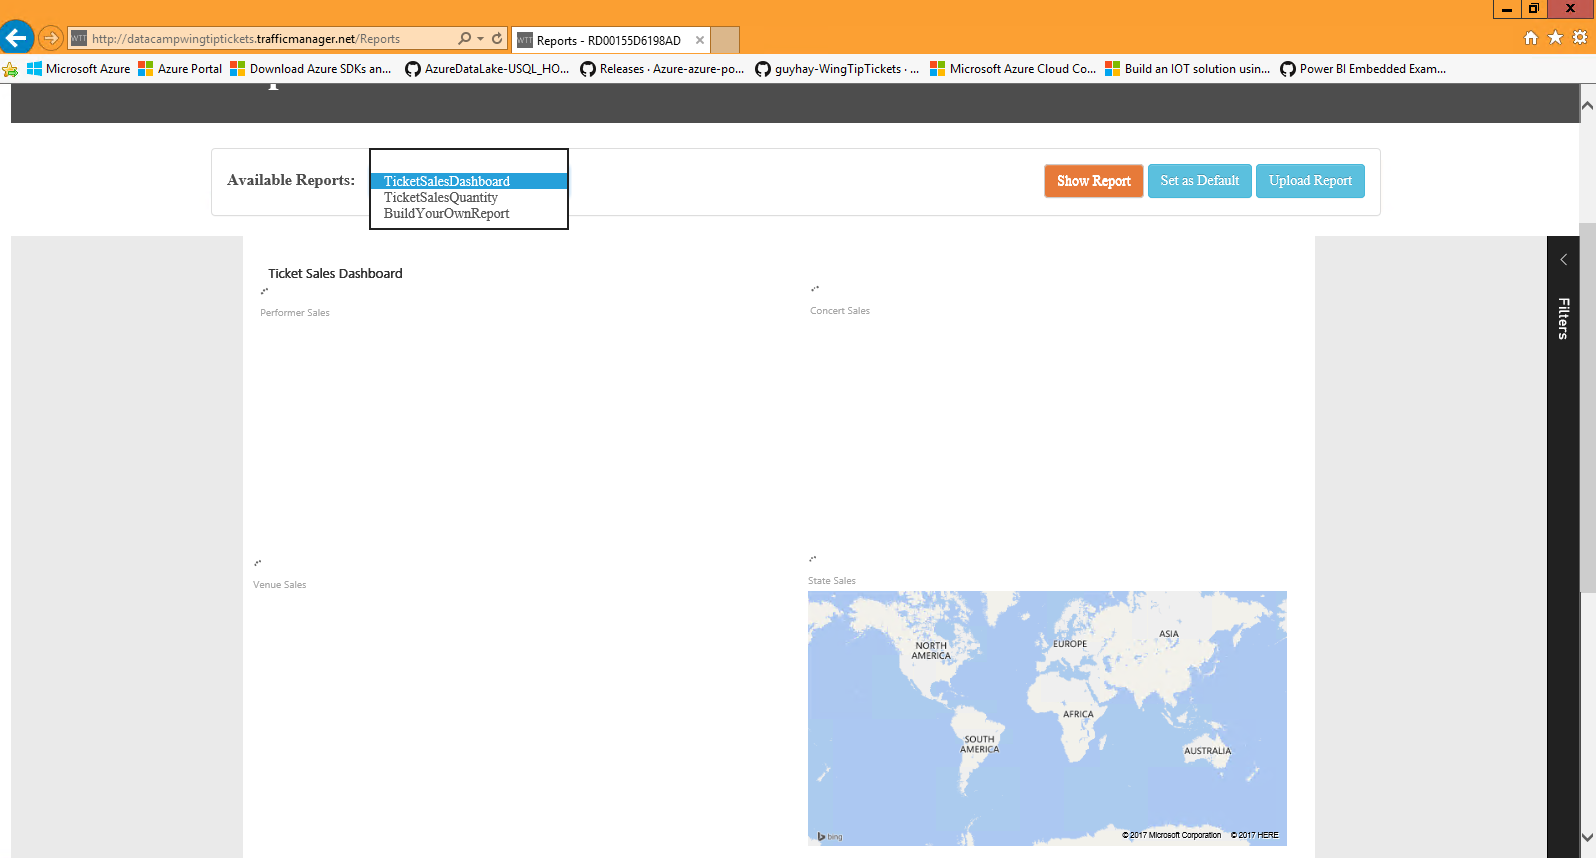 http://datacampwingtiptickets.trafficmanager.net/Reports
WTT Reports - RD00155D6198AD
Microsoft Azure
Azure Portal
Download Azure SDKs an...
AzureDataLake-USQL_HO...
Releases · Azure-azure-po...
guyhay-WingTipTickets · ...
Microsoft Azure Cloud Co...
Build an IOT solution usin...
Power BI Embedded Exam...
Available Reports:
TicketSalesDashboard
TicketSalesQuantity
BuildYourOwnReport
Show Report
Set as Default
Upload Report
Filters
Ticket Sales Dashboard
Performer Sales
Concert Sales
Venue Sales
State Sales
NORTH
AMERICA
EUROPE
ASIA
AFRICA
SOUTH
AMERICA
AUSTRALIA
bing
© 2017 Microsoft Corporation © 2017 HERE